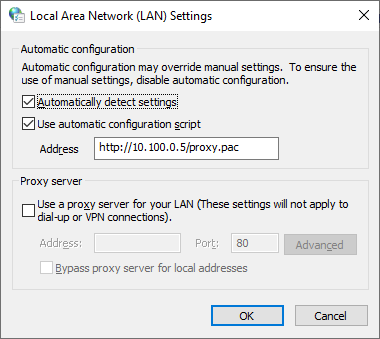 Local Area Network (LAN) Settings
Automatic configuration
Automatic configuration may override manual settings. To ensure the
use of manual settings, disable automatic configuration.
Automatically detect settings
Use automatic configuration script
Address http://10.100.0.5/proxy.pac
Proxy server
Use a proxy server for your LAN (These settings will not apply to
dial-up or VPN connections).
Address: Port: 80 Advanced
Bypass proxy server for local addresses
OK Cancel